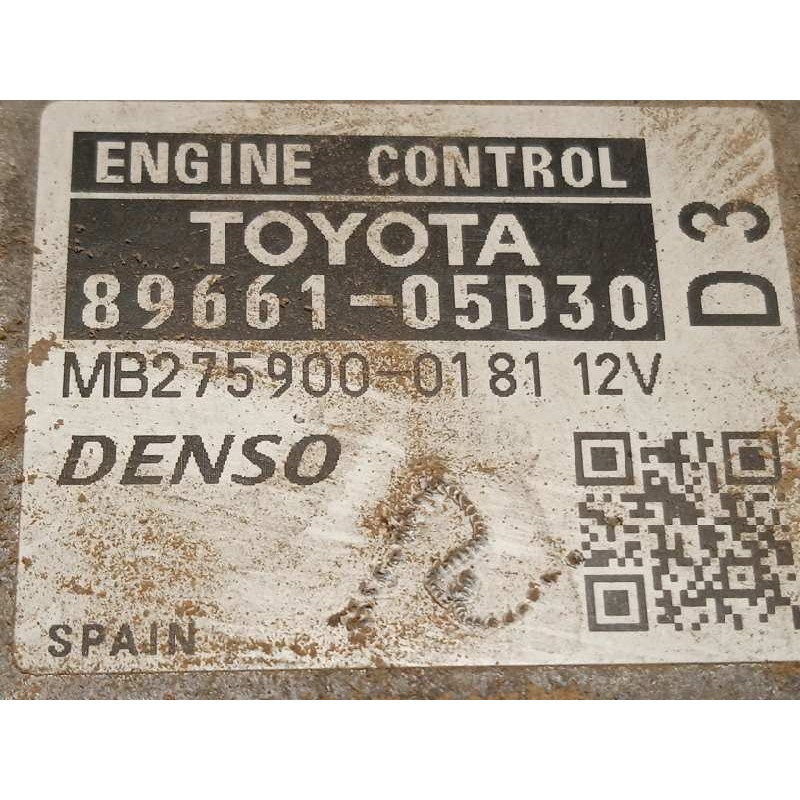 ENGINE CONTROL
TOYOTA
89661-05D30
D3
MB275900-0181 12V
DENSO
SPAIN